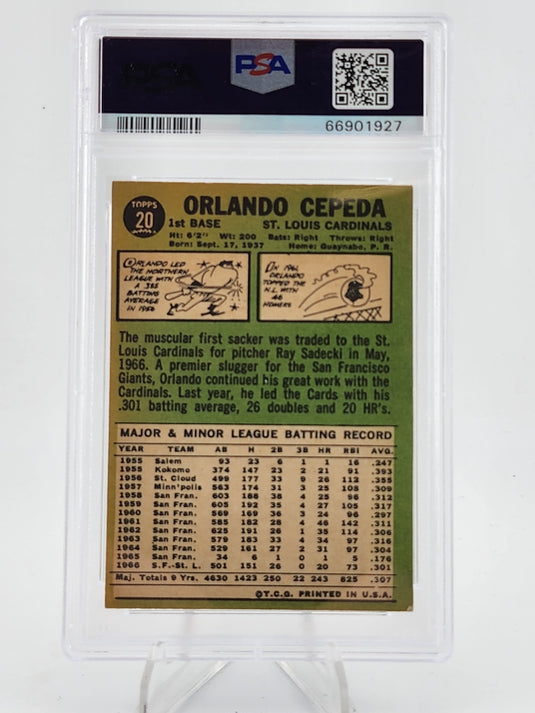 PSA
PSA
66901927
TOPPS
20
ORLANDO CEPEDA
1st BASE ST. LOUIS CARDINALS
Ht: 6'2" Wt: 200 Bats: Right Throws: Right
Born: Sept. 17, 1937 Home: Guaynabo, P. R.
ORLANDO LED
THE NORTHERN
LEAGUE WITH
A .355
BATTING
AVERAGE
IN 1956
IN 1961,
ORLANDO
TOPPED THE
N.L. WITH
46
HOMERS
The muscular first sacker was traded to the St.
Louis Cardinals for pitcher Ray Sadecki in May,
1966. A premier slugger for the San Francisco
Giants, Orlando continued his great work with the
Cardinals. Last year, he led the Cards with his
.301 batting average, 26 doubles and 20 HR's.
MAJOR & MINOR LEAGUE BATTING RECORD
YEAR TEAM AB H 2B 3B HR RBI AVG.
1955 Salem 93 23 6 1 1 16 .247
1955 Kokomo 374 147 23 2 21 91 .393
1956 St. Cloud 499 177 33 9 26 112 .355
1957 Minn'polis 563 174 31 3 25 108 .309
1958 San Fran. 603 188 38 4 25 96 .312
1959 San Fran. 605 192 35 4 27 105 .317
1960 San Fran. 569 169 36 3 24 96 .297
1961 San Fran. 585 182 28 4 46 142 .311
1962 San Fran. 625 191 26 1 35 114 .306
1963 San Fran. 579 183 33 4 34 97 .316
1964 San Fran. 529 161 27 2 31 97 .304
1965 San Fran. 34 6 1 0 1 5 .176
1966 S.F.-St. L. 501 151 26 0 20 73 .301
Maj. Totals 9 Yrs. 4630 1423 250 22 243 825 .307
©T.C.G. PRINTED IN U.S.A.